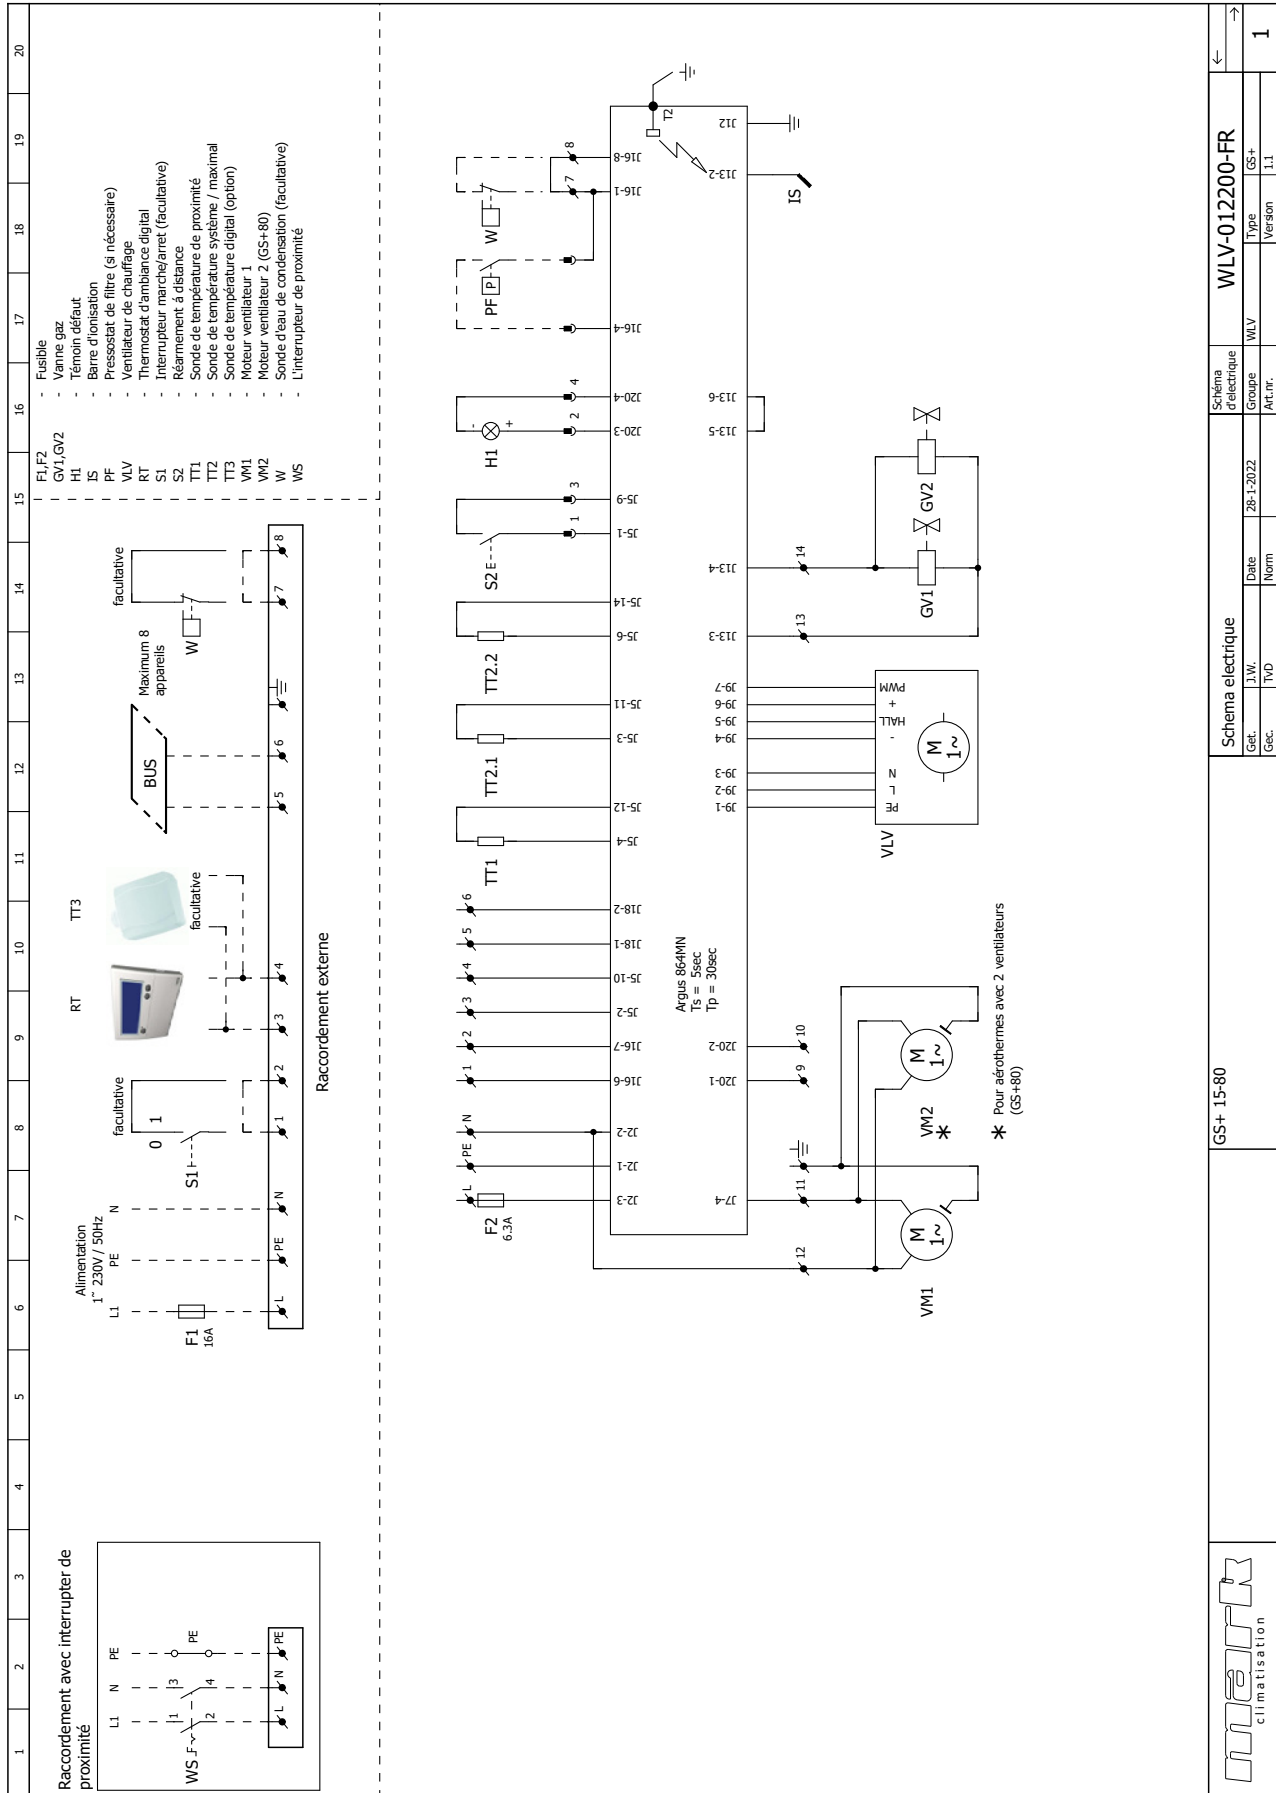 1 2 3 4 5 6 7 8 9 10 11 12 13 14 15 16 17 18 19 20
Raccordement avec interrupter de
proximité
L1 N PE
WS
1 3 PE
2 4
L N PE
Alimentation
1~ 230V / 50Hz
L1 PE N
F1
16A
L PE N
facultative
0 1
S1
1 2
RT
TT3
facultative
3 4
BUS
Maximum 8
appareils
5 6
facultative
W
7 8
Raccordement externe
F1,F2 - Fusible
GV1,GV2 - Vanne gaz
H1 - Témoin défaut
IS - Barre d'ionisation
PF - Pressostat de filtre (si nécessaire)
VLV - Ventilateur de chauffage
RT - Thermostat d'ambiance digital
S1 - Interrupteur marche/arret (facultative)
S2 - Réarmement á distance
TT1 - Sonde de température de proximité
TT2 - Sonde de température système / maximal
TT3 - Sonde de température digital (option)
VM1 - Moteur ventilateur 1
VM2 - Moteur ventilateur 2 (GS+80)
W - Sonde d'eau de condensation (facultative)
WS - L'interrupteur de proximité
L PE N 1 2 3 4 5 6
F2
6.3A
TT1
TT2.1
TT2.2
S2
1 3
H1
- +
2 4
PF
P
W
7 8
J2-3 J2-1 J2-2 J16-6 J16-7 J5-2 J5-10 J18-1 J18-2 J5-4 J5-12 J5-3 J5-11 J5-6 J5-14 J5-1 J5-9 J20-3 J20-4 J16-4 J16-1 J16-8
Argus 864MN
Ts = 5sec
Tp = 30sec
T2
J7-4 J20-1 J20-2 J9-1 J9-2 J9-3 J9-4 J9-5 J9-6 J9-7 J13-3 J13-4 J13-5 J13-6 J13-2 J12
12 11 9 10 13 14
IS
PE L N - HALL + PWM
M
1~
VLV
GV1
GV2
M
1~
VM1
M
1~
VM2
*
* Pour aérothermes avec 2 ventilateurs
(GS+80)
mark
climatisation
GS+ 15-80
Schema electrique
Get. J.W. Date 28-1-2022
Gec. TVD Norm
Schéma
d'electrique
WLV-012200-FR
Groupe WLV Type GS+
Art.nr. Version 1.1
← →
1